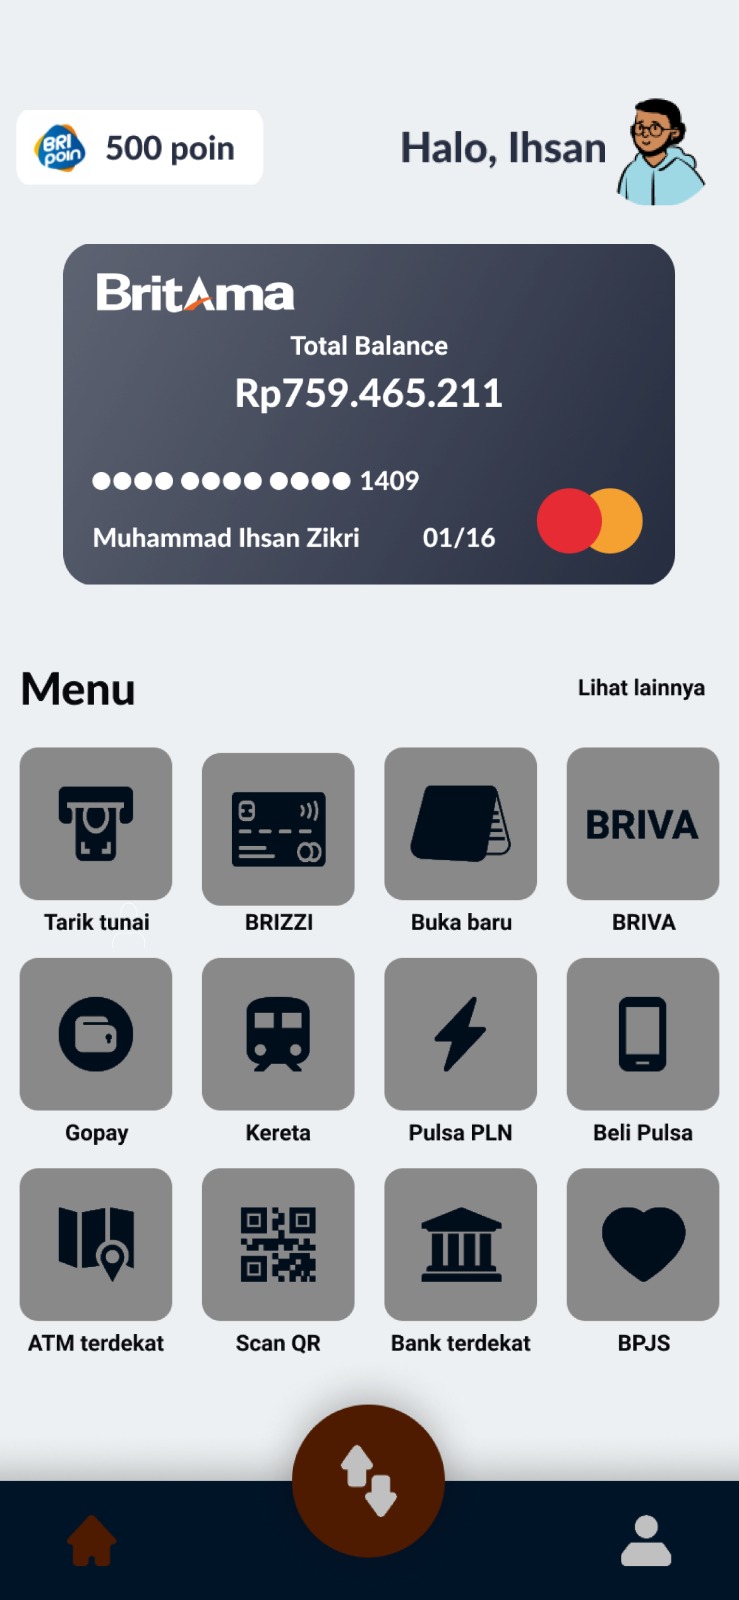 BRI
poin
500 poin
Halo, Ihsan
BritAma
Total Balance
Rp759.465.211
●●●● ●●●● ●●●● 1409
Muhammad Ihsan Zikri 01/16
Menu
Lihat lainnya
BRIVA
Tarik tunai
BRIZZI
Buka baru
BRIVA
Gopay
Kereta
Pulsa PLN
Beli Pulsa
ATM terdekat
Scan QR
Bank terdekat
BPJS